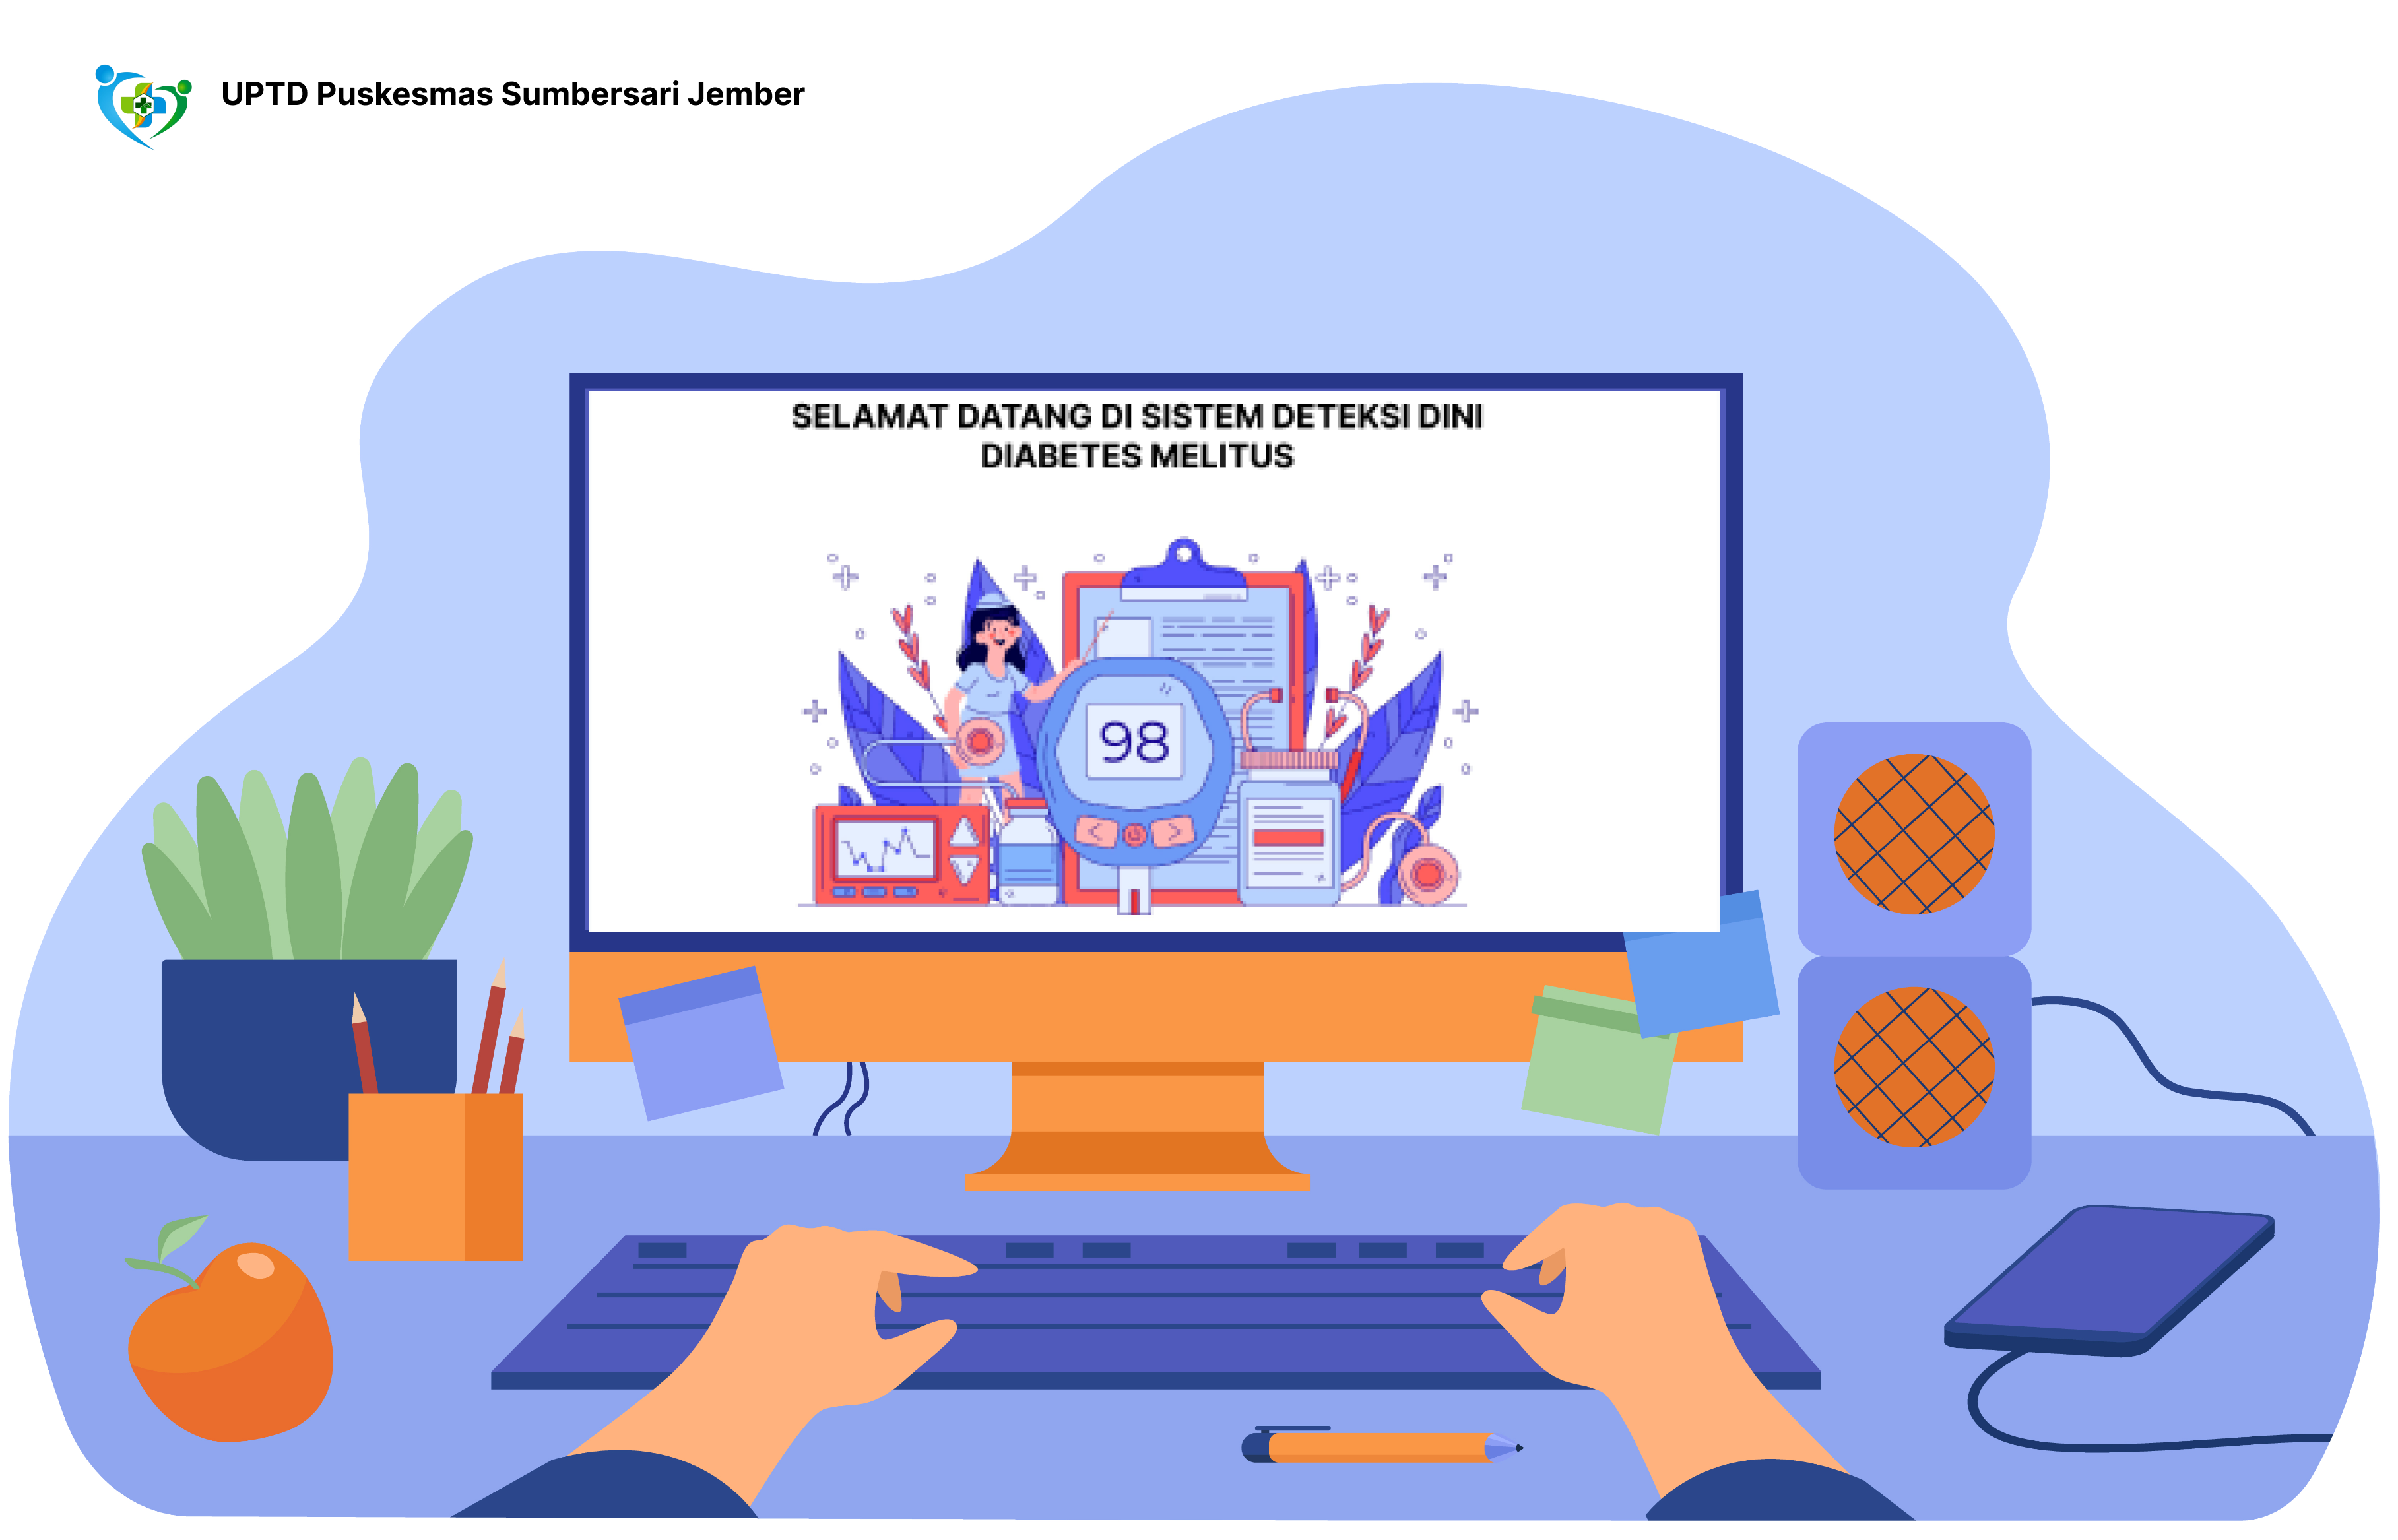 UPTD Puskesmas Sumbersari Jember
SELAMAT DATANG DI SISTEM DETEKSI DINI
DIABETES MELITUS
98